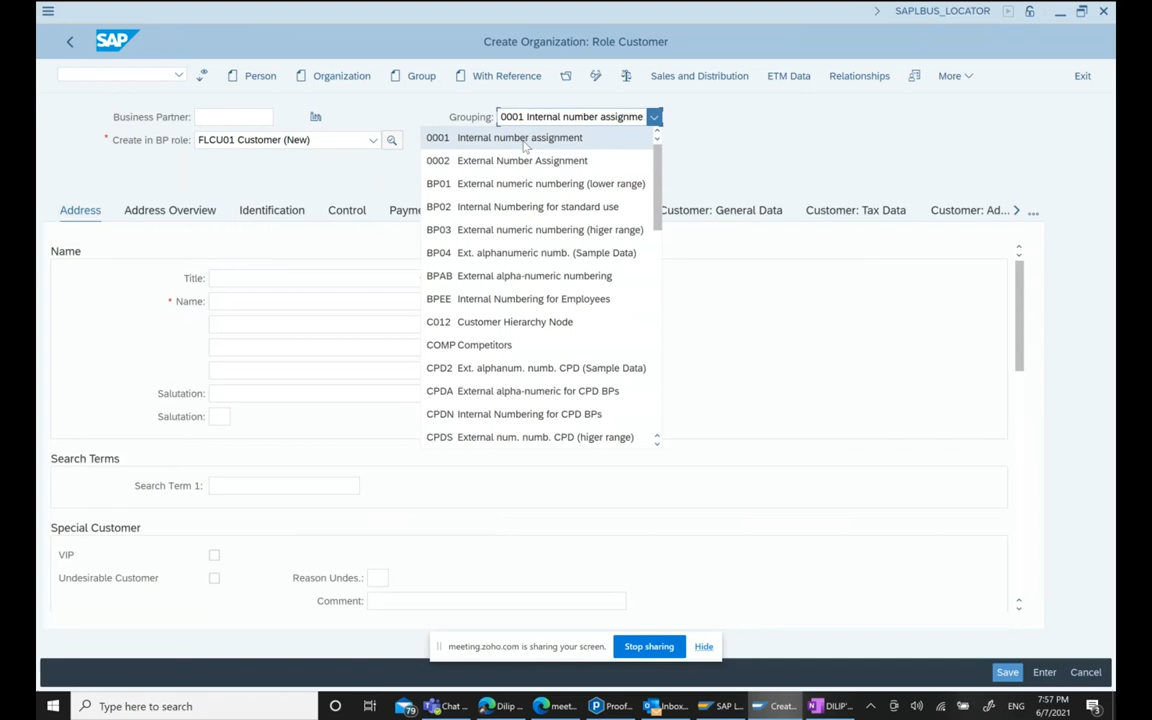 SAPLBUS_LOCATOR
SAP
Create Organization: Role Customer
Person Organization Group With Reference Sales and Distribution ETM Data Relationships More Exit
Business Partner: Grouping: 0001 Internal number assignme
* Create in BP role: FLCU01 Customer (New)
0001 Internal number assignment
0002 External Number Assignment
BP01 External numeric numbering (lower range)
BP02 Internal Numbering for standard use
BP03 External numeric numbering (higer range)
BP04 Ext. alphanumeric numb. (Sample Data)
BPAB External alpha-numeric numbering
BPEE Internal Numbering for Employees
C012 Customer Hierarchy Node
COMP Competitors
CPD2 Ext. alphanum. numb. CPD (Sample Data)
CPDA External alpha-numeric for CPD BPs
CPDN Internal Numbering for CPD BPs
CPDS External num. numb. CPD (higer range)
Address Address Overview Identification Control Payme Customer: General Data Customer: Tax Data Customer: Ad...
Name
Title:
* Name:
Salutation:
Salutation:
Search Terms
Search Term 1:
Special Customer
VIP
Undesirable Customer Reason Undes.:
Comment:
meeting.zoho.com is sharing your screen. Stop sharing Hide
Save Enter Cancel
Type here to search 79 Chat ... Dilip ... meet... Proof... Inbox... SAP L... Creat... DILIP'... ENG 7:57 PM
6/7/2021 3